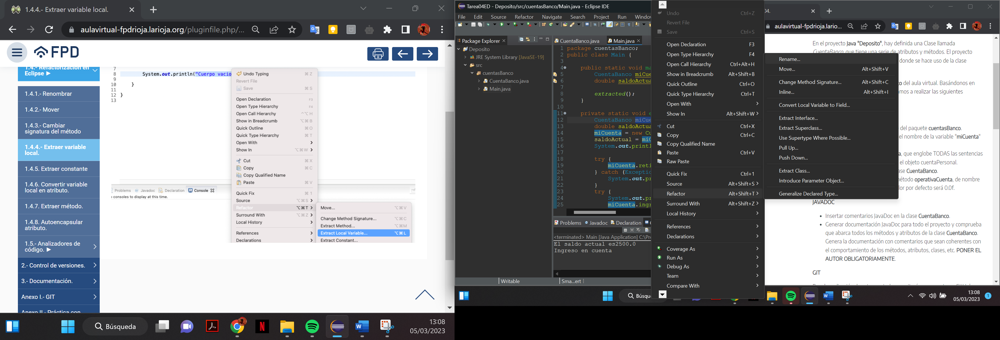 1.4.4.- Extraer variable local.
aulavirtual-fpdrioja.larioja.org/pluginfile.php/...
FPD
1.4.- Refactorización en
Eclipse ▶
1.4.1.- Renombrar
1.4.2.- Mover
1.4.3.- Cambiar
signatura del método
1.4.4.- Extraer variable
local.
1.4.5. Extraer constante
1.4.6. Convertir variable
local en atributo.
1.4.7. Extraer método.
1.4.8. Autoencapsular
atributo.
1.5.- Analizadores de
código. ▶
2.- Control de versiones.
3.- Documentación.
Anexo I.- GIT
Anexo II.- Práctica con
7
8 System.out.println("Cuerpo vacio
9
10 }
11
12 }
13
Undo Typing ⌘Z
Revert File
Save ⌘S
Open Declaration F3
Open Type Hierarchy F4
Open Call Hierarchy ^⌥H
Show in Breadcrumb ⌥⌘B
Quick Outline ⌘O
Quick Type Hierarchy ⌘T
Open With
Show In ⌥⌘W
Cut ⌘X
Copy ⌘C
Copy Qualified Name
Paste ⌘V
Quick Fix ⌘1
Source ⌥⌘S
Refactor ⌥⌘T
Surround With ⌥⌘Z
Local History
References
Declarations
Move... ⌥⌘V
Change Method Signature... ⌥⌘C
Extract Method... ⌥⌘M
Extract Local Variable... ⌥⌘L
Extract Constant...
Problems @ Javadoc Declaration Console
consoles to display at this time.
Búsqueda
13:08
05/03/2023
Tarea04ED - Deposito/src/cuentasBanco/Main.java - Eclipse IDE
File Edit Source Refactor Navigate Search Project Run Window
Package Explorer
Deposito
JRE System Library [JavaSE-19]
src
cuentasBanco
CuentaBanco.java
Main.java
CuentaBanco.java Main.java
1 package cuentasBanco;
2 public class Main {
3
4 public static void ma
5 CuentaBanco miCue
6 double saldoActua
7
8 extracted();
9 }
10
11 private static void e
12 CuentaBanco miCue
13 double saldoActua
14 miCuenta = new Cu
15 saldoActual = miC
16 System.out.printl
17
18 try {
19 miCuenta.reti
20 } catch (Exceptio
21 System.out.pr
22 }
23 try {
24 System.out.pr
25 miCuenta.ingr
Problems Javadoc Declaration
<terminated> Main [Java Application] C:\Pro
El saldo actual es2500.0
Ingreso en cuenta
Writable Sma...ert
Undo Ctrl+Z
Revert File
Save Ctrl+S
Open Declaration F3
Open Type Hierarchy F4
Open Call Hierarchy Ctrl+Alt+H
Show in Breadcrumb Alt+Shift+B
Quick Outline Ctrl+O
Quick Type Hierarchy Ctrl+T
Open With
Show In Alt+Shift+W
Cut Ctrl+X
Copy Ctrl+C
Copy Qualified Name
Paste Ctrl+V
Raw Paste
Quick Fix Ctrl+1
Source Alt+Shift+S
Refactor Alt+Shift+T
Surround With Alt+Shift+Z
Local History
References
Declarations
Coverage As
Run As
Debug As
Team
Compare With
Rename...
Move... Alt+Shift+V
Change Method Signature... Alt+Shift+C
Inline... Alt+Shift+I
Convert Local Variable to Field...
Extract Interface...
Extract Superclass...
Use Supertype Where Possible...
Pull Up...
Push Down...
Extract Class...
Introduce Parameter Object...
Generalize Declared Type...
04.
aulavirtual-fpdrioja.lario...
En el proyecto Java "Deposito", hay definida una Clase llamada
CuentaBanco, que tiene una serie de atributos y métodos. El proyecto
donde se hace uso de la clase
del aula virtual. Basándonos en
amos a realizar las siguientes
del paquete cuentasBanco.
el nombre de la variable "miCuenta"
a, que englobe TODAS las sentencias
el objeto cuentaPersonal.
ase CuentaBanco.
étodo operativaCuenta, de nombre
lor por defecto será 0.0f.
JAVADOC
• Insertar comentarios JavaDoc en la clase CuentaBanco.
• Generar documentación JavaDoc para todo el proyecto y comprueba
que abarca todos los métodos y atributos de la clase CuentaBanco.
Genera la documentación con comentarios que sean coherentes con
el comportamiento de los métodos, atributos, clases, etc. PONER EL
AUTOR OBLIGATORIAMENTE.
GIT
Búsqu
13:08
05/03/2023
1